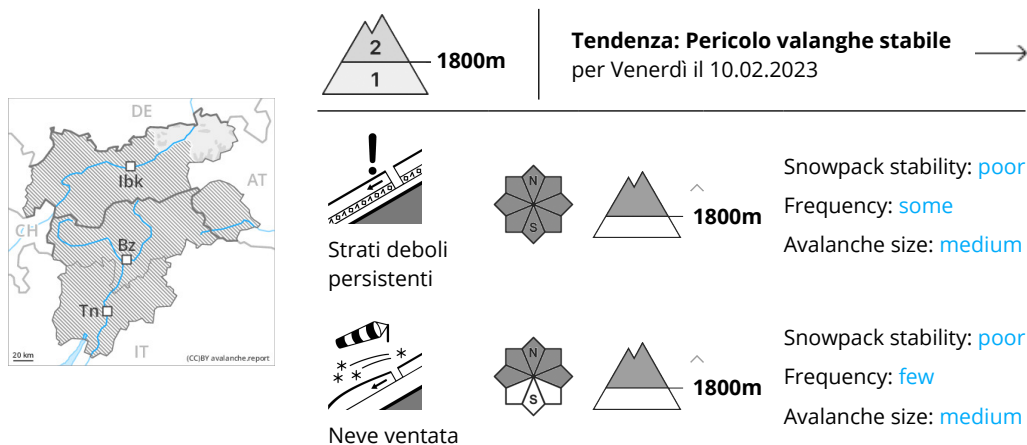 2
1
1800m
Tendenza: Pericolo valanghe stabile
per Venerdì il 10.02.2023
DE
Ibk
AT
CH
Bz
Tn
IT
20 km
(CC)BY avalanche.report
Strati deboli
persistenti
N
S
1800m
Snowpack stability: poor
Frequency: some
Avalanche size: medium
Neve ventata
N
S
1800m
Snowpack stability: poor
Frequency: few
Avalanche size: medium